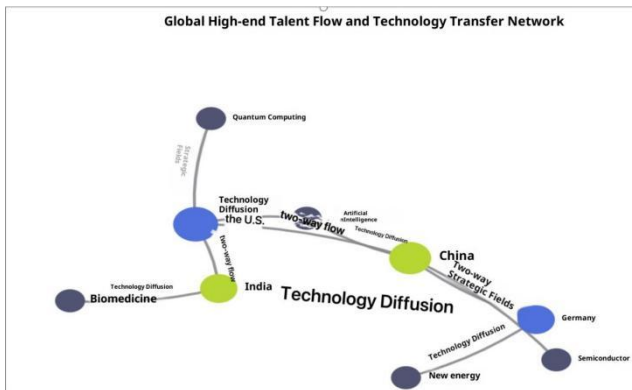 Global High-end Talent Flow and Technology Transfer Network
Quantum Computing
Strategic
Fields
Technology
Diffusion
the U.S.
two-way flow
Artificial
Intelligence
Technology Diffusion
China
two-way flow
Two-way
Strategic Fields
Technology Diffusion
Biomedicine
India
Technology Diffusion
Germany
Technology Diffusion
Semiconductor
New energy